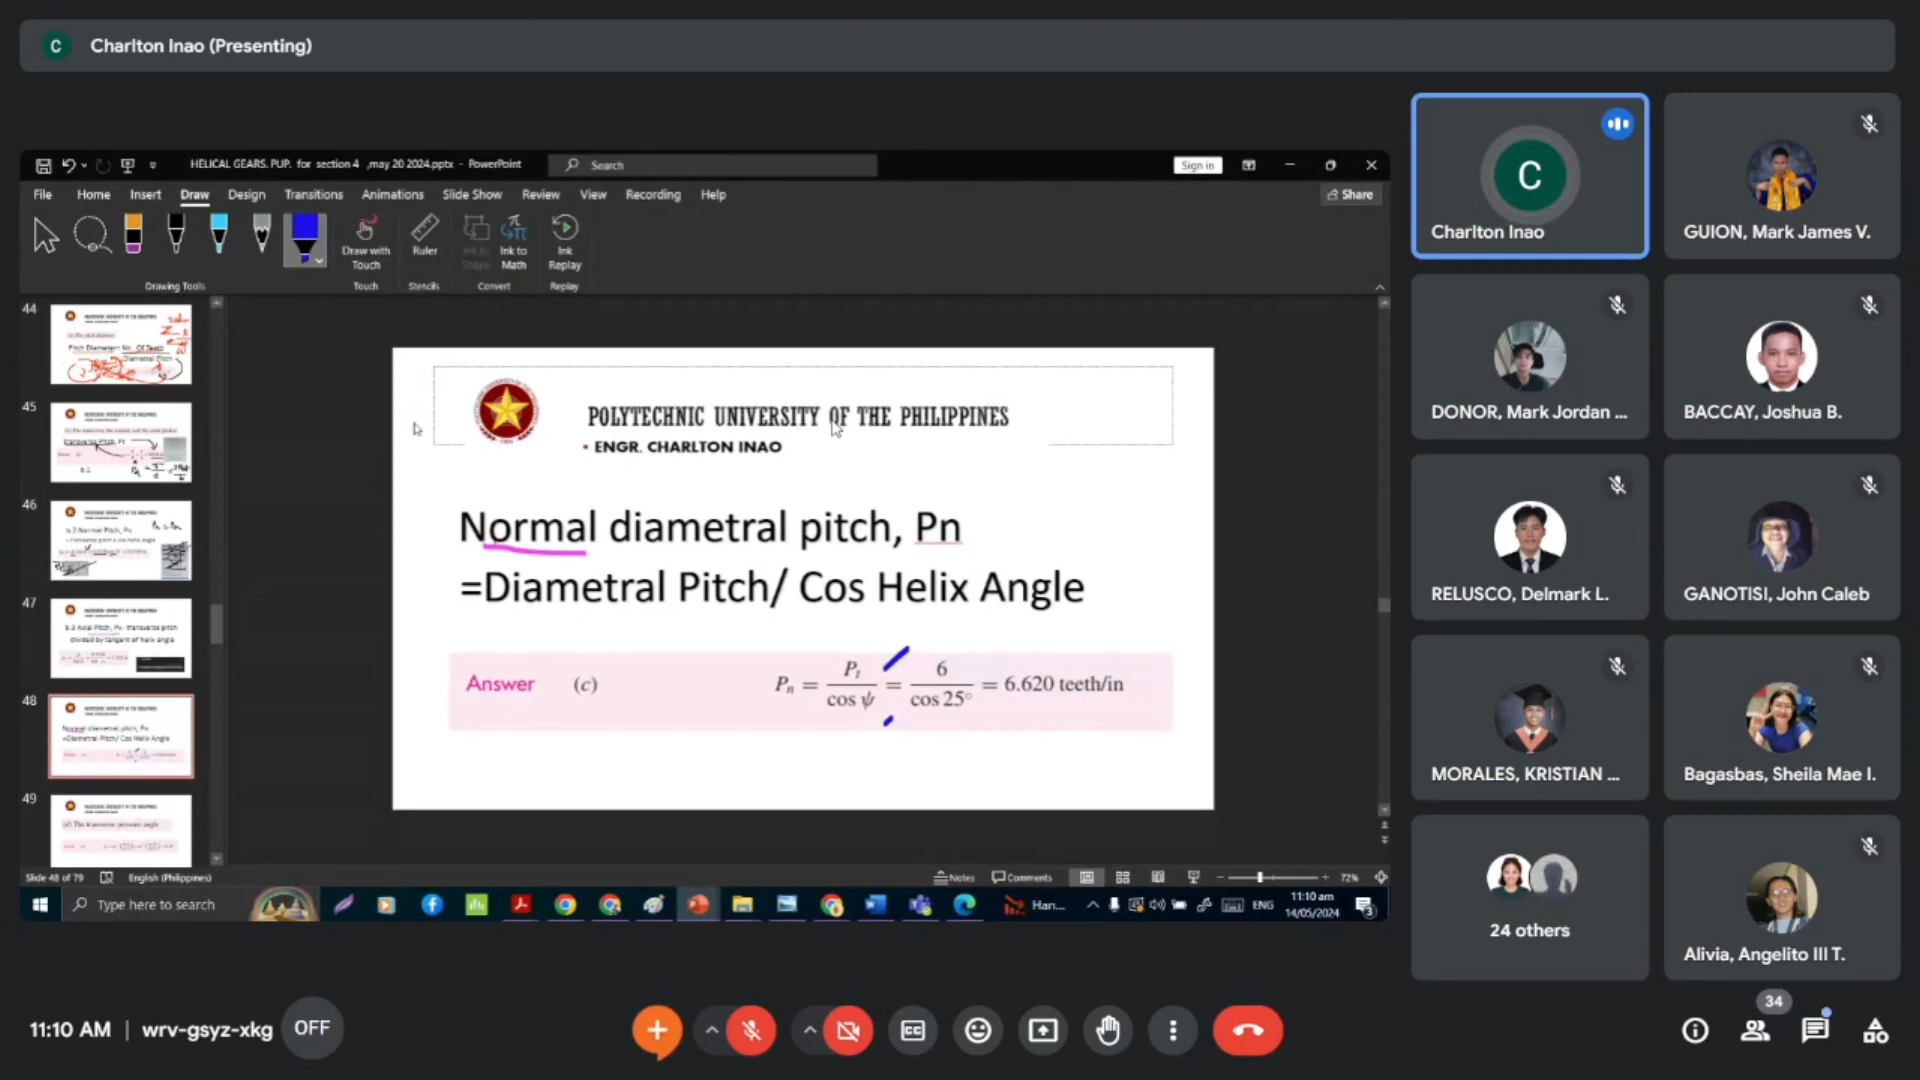 C Charlton Inao (Presenting)
HELICAL GEARS. PUP. for section 4 ,may 20 2024.pptx - PowerPoint
Search
Sign in
File Home Insert Draw Design Transitions Animations Slide Show Review View Recording Help
Share
Draw with Touch
Ruler
Ink to Shape
Ink to Math
Ink Replay
Drawing Tools
Touch
Stencils
Convert
Replay
44
45
46
47
48
49
POLYTECHNIC UNIVERSITY OF THE PHILIPPINES
▪ ENGR. CHARLTON INAO
Normal diametral pitch, Pn
=Diametral Pitch/ Cos Helix Angle
Answer (c) Pn = Pt / cos ψ = 6 / cos 25° = 6.620 teeth/in
Slide 48 of 79 English (Philippines)
Notes Comments 72%
Type here to search
Han...
ENG
11:10 am
14/05/2024
3
C
Charlton Inao
GUION, Mark James V.
DONOR, Mark Jordan ...
BACCAY, Joshua B.
RELUSCO, Delmark L.
GANOTISI, John Caleb
MORALES, KRISTIAN ...
Bagasbas, Sheila Mae I.
24 others
Alivia, Angelito III T.
11:10 AM | wrv-gsyz-xkg
OFF
34